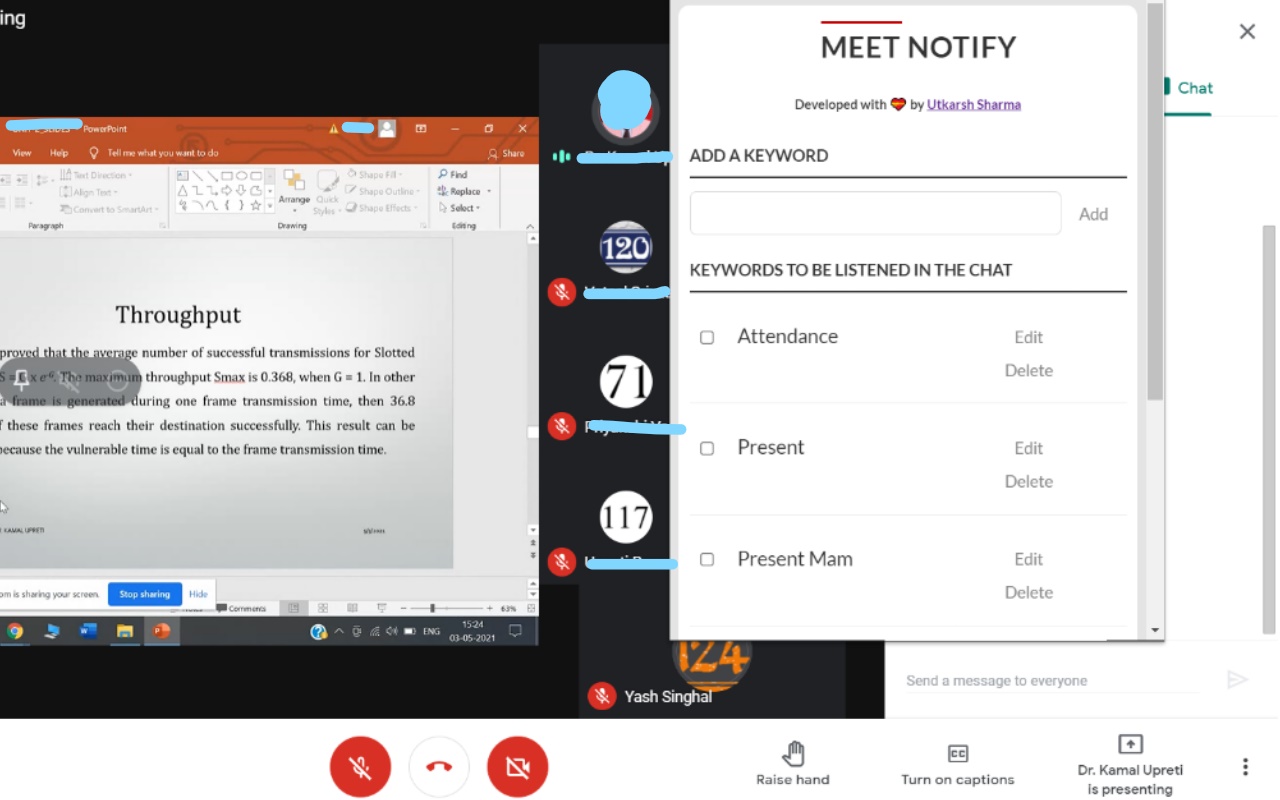 ing
PowerPoint
View Help Tell me what you want to do
Share
Text Direction
Align Text
Convert to SmartArt
Arrange
Quick Styles
Shape Fill
Shape Outline
Shape Effects
Find
Replace
Select
Paragraph
Drawing
Editing
Throughput
proved that the average number of successful transmissions for Slotted
The maximum throughput Smax is 0.368, when G = 1. In other
a frame is generated during one frame transmission time, then 36.8
f these frames reach their destination successfully. This result can be
because the vulnerable time is equal to the frame transmission time.
KAMAL UPRETI
om is sharing your screen. Stop sharing Hide
Comments
63%
ENG
15:24
03-05-2021
120
71
117
124
Yash Singhal
MEET NOTIFY
Developed with by Utkarsh Sharma
ADD A KEYWORD
Add
KEYWORDS TO BE LISTENED IN THE CHAT
Attendance
Edit
Delete
Present
Edit
Delete
Present Mam
Edit
Delete
Chat
Send a message to everyone
Raise hand
CC
Turn on captions
Dr. Kamal Upreti
is presenting